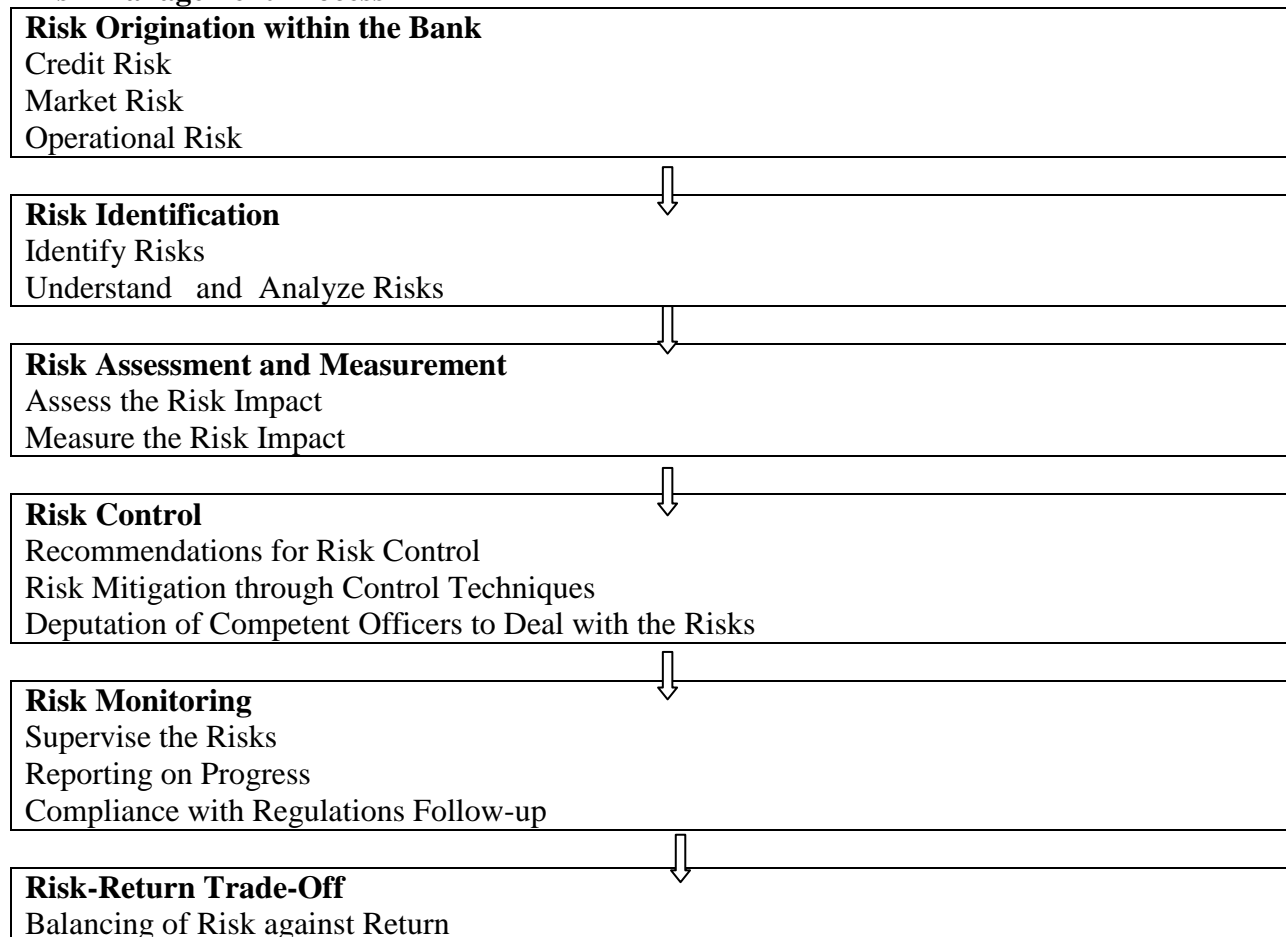 Risk Origination within the Bank
Credit Risk
Market Risk
Operational Risk
Risk Identification
Identify Risks
Understand and Analyze Risks
Risk Assessment and Measurement
Assess the Risk Impact
Measure the Risk Impact
Risk Control
Recommendations for Risk Control
Risk Mitigation through Control Techniques
Deputation of Competent Officers to Deal with the Risks
Risk Monitoring
Supervise the Risks
Reporting on Progress
Compliance with Regulations Follow-up
Risk-Return Trade-Off
Balancing of Risk against Return